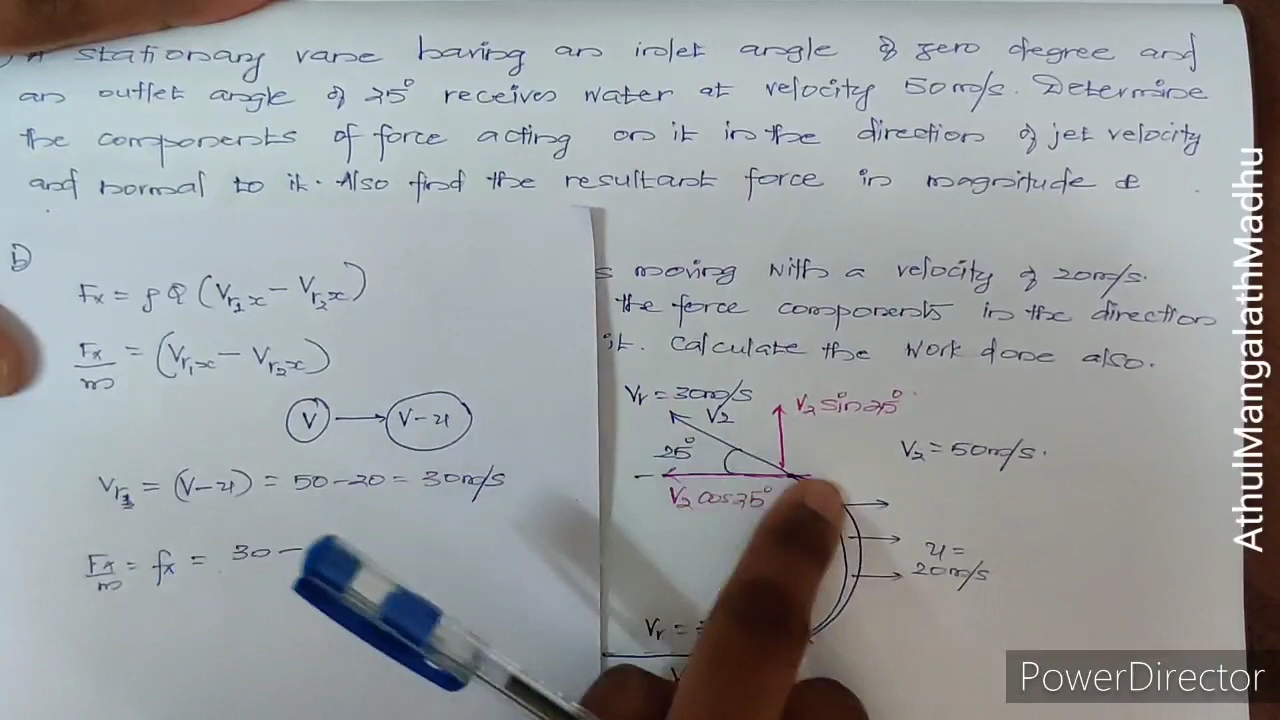 A stationary vane having an inlet angle of zero degree and
an outlet angle of 25° receives water at velocity 50m/s. Determine
the components of force acting on it in the direction of jet velocity
and normal to it. Also find the resultant force in magnitude &
b)
s moving with a velocity of 20m/s.
the force components in the direction
it. Calculate the work done also.
Fx = ρQ (Vr1x - Vr2x)
Fx/m = (Vr1x - Vr2x)
V → V-u
Vr1 = (V-u) = 50-20 = 30m/s
Fx/m = fx = 30 -
Vr = 30m/s
V2
V2 sin25°
25°
V2 cos25°
V2 = 50m/s.
u =
20m/s
Vr =
AthulMangalathMadhu
PowerDirector